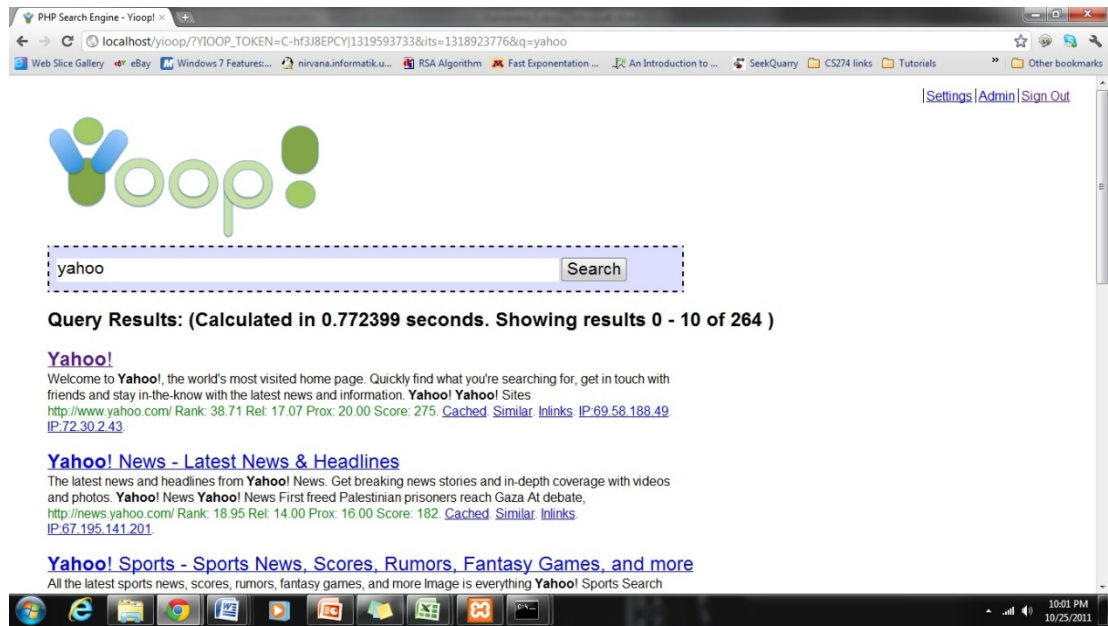 PHP Search Engine - Yioop!
localhost/yioop/?YIOOP_TOKEN=C-hf3J8EPCY|1319593733&its=1318923776&q=yahoo
Web Slice Gallery eBay Windows 7 Features:... nirvana.informatik.u... RSA Algorithm Fast Exponentation ... An Introduction to ... SeekQuarry CS274 links Tutorials » Other bookmarks
|Settings|Admin|Sign Out
Yioop!
yahoo Search
Query Results: (Calculated in 0.772399 seconds. Showing results 0 - 10 of 264 )
Yahoo!
Welcome to Yahoo!, the world's most visited home page. Quickly find what you're searching for, get in touch with
friends and stay in-the-know with the latest news and information. Yahoo! Yahoo! Sites
http://www.yahoo.com/ Rank: 38.71 Rel: 17.07 Prox: 20.00 Score: 275. Cached. Similar. Inlinks. IP:69.58.188.49.
IP:72.30.2.43.
Yahoo! News - Latest News & Headlines
The latest news and headlines from Yahoo! News. Get breaking news stories and in-depth coverage with videos
and photos. Yahoo! News Yahoo! News First freed Palestinian prisoners reach Gaza At debate,
http://news.yahoo.com/ Rank: 18.95 Rel: 14.00 Prox: 16.00 Score: 182. Cached. Similar. Inlinks.
IP:67.195.141.201.
Yahoo! Sports - Sports News, Scores, Rumors, Fantasy Games, and more
All the latest sports news, scores, rumors, fantasy games, and more Image is everything Yahoo! Sports Search
10:01 PM
10/25/2011